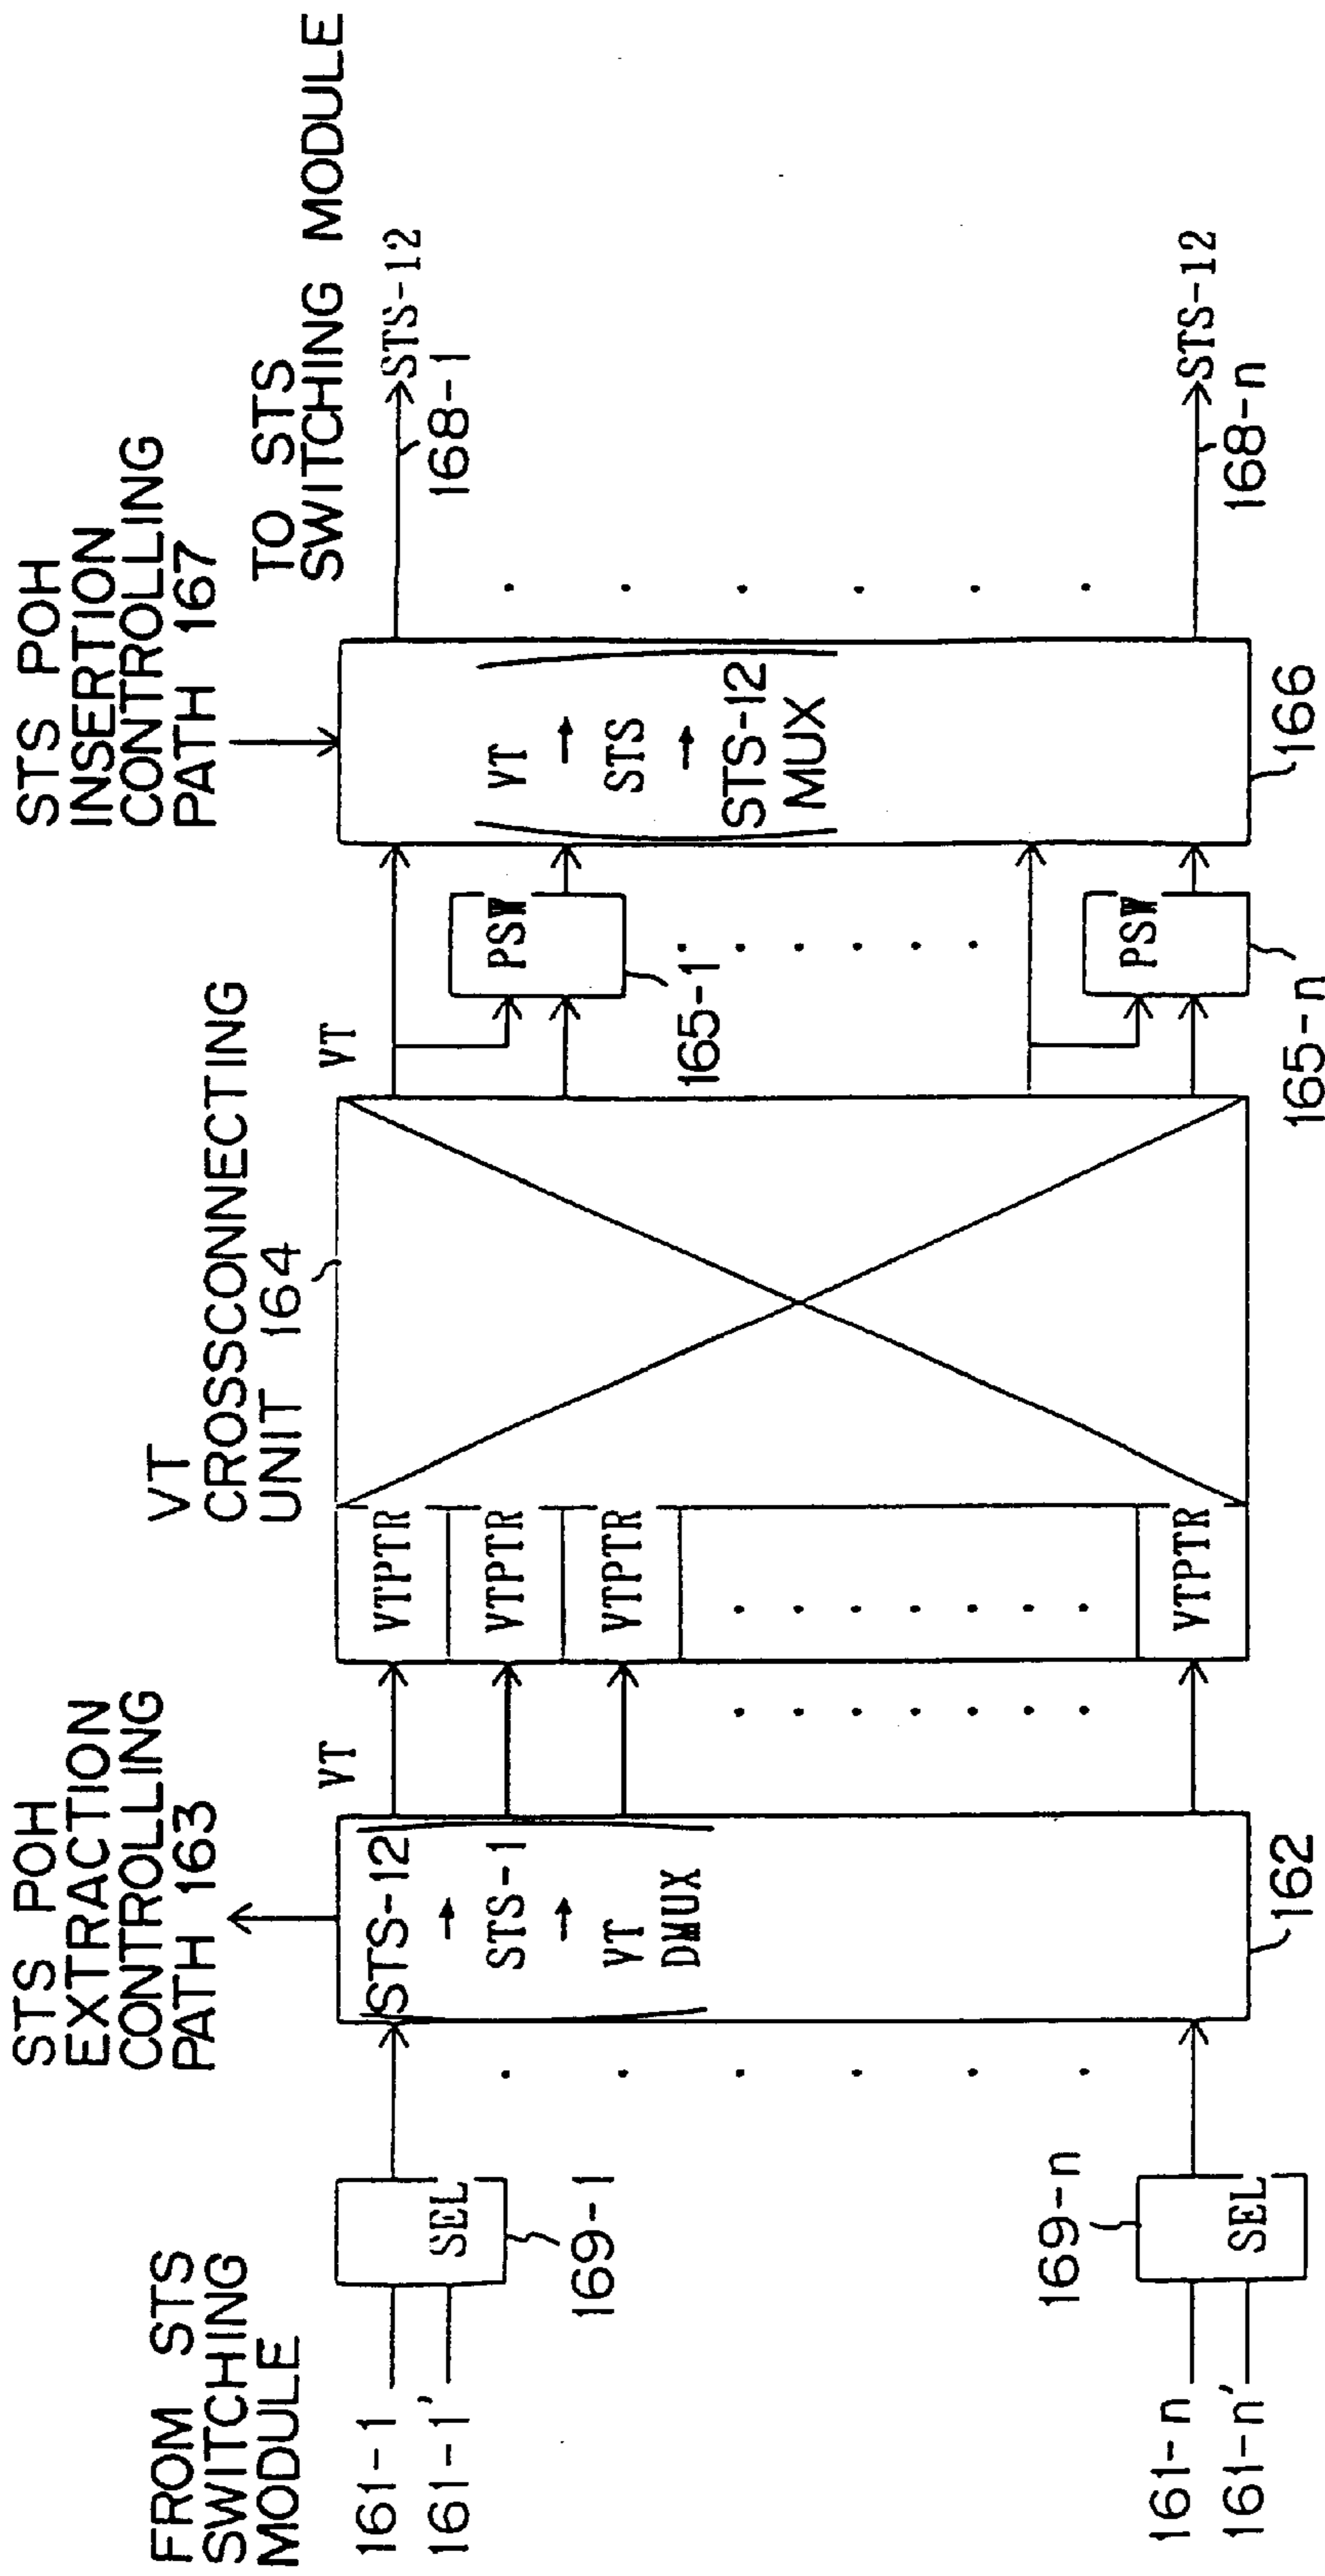 FROM STS
SWITCHING
MODULE
161-1
161-1'
SEL
169-1
161-n
161-n'
SEL
169-n
STS POH
EXTRACTION
CONTROLLING
PATH 163
STS-12
STS-1
VT
DMUX
162
VT
VT
CROSSCONNECTING
UNIT 164
VTPTR
VTPTR
VTPTR
VTPTR
VT
PSW
165-1
PSW
165-n
STS POH
INSERTION
CONTROLLING
PATH 167
VT
STS
STS-12
MUX
166
TO STS
SWITCHING MODULE
STS-12
168-1
STS-12
168-n